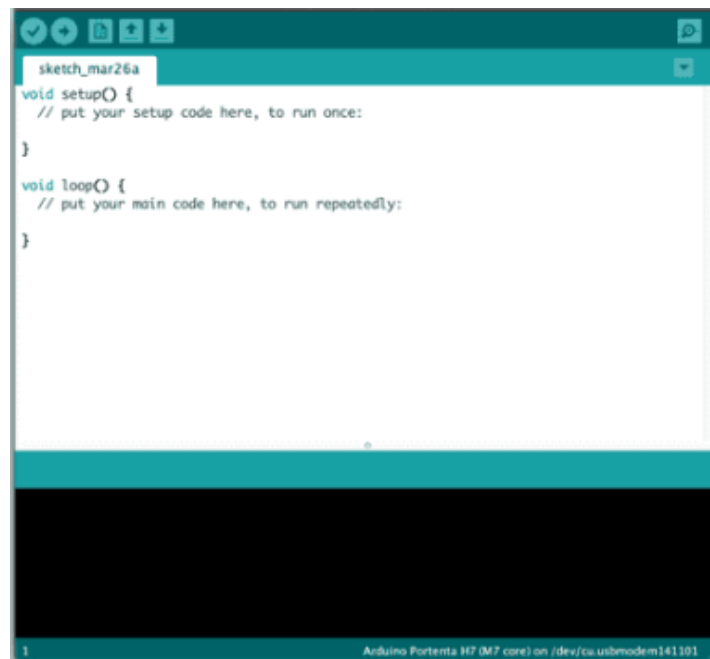 sketch_mar26a
void setup() {
  // put your setup code here, to run once:
}
void loop() {
  // put your main code here, to run repeatedly:
}
1
Arduino Portenta H7 (M7 core) on /dev/cu.usbmodem141101